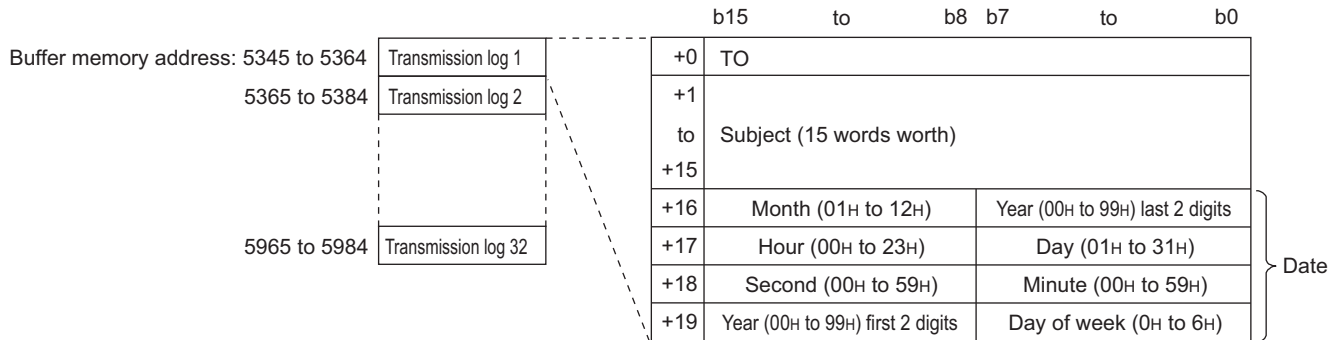 b15 to b8 b7 to b0
Buffer memory address: 5345 to 5364 Transmission log 1 +0 TO
5365 to 5384 Transmission log 2 +1
to Subject (15 words worth)
+15
+16 Month (01H to 12H) Year (00H to 99H) last 2 digits
5965 to 5984 Transmission log 32 +17 Hour (00H to 23H) Day (01H to 31H)
Date
+18 Second (00H to 59H) Minute (00H to 59H)
+19 Year (00H to 99H) first 2 digits Day of week (0H to 6H)